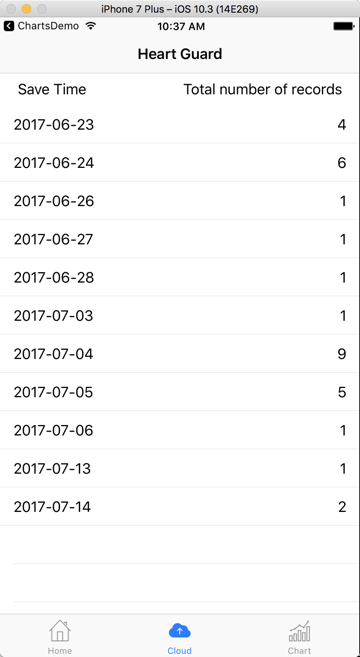 iPhone 7 Plus – iOS 10.3 (14E269)
ChartsDemo 10:37 AM
Heart Guard
Save Time Total number of records
2017-06-23 4
2017-06-24 6
2017-06-26 1
2017-06-27 1
2017-06-28 1
2017-07-03 1
2017-07-04 9
2017-07-05 5
2017-07-06 1
2017-07-13 1
2017-07-14 2
Home Cloud Chart